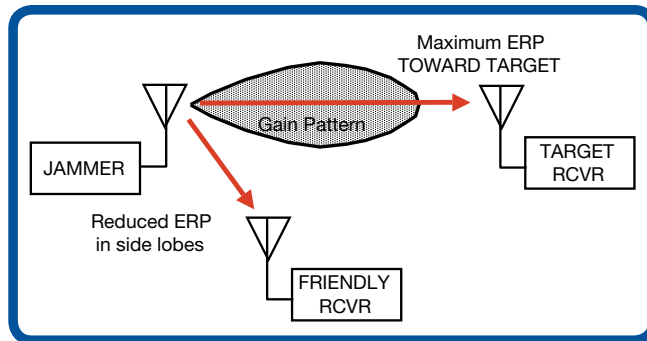 Maximum ERP
TOWARD TARGET
Gain Pattern
JAMMER
TARGET
RCVR
Reduced ERP
in side lobes
FRIENDLY
RCVR